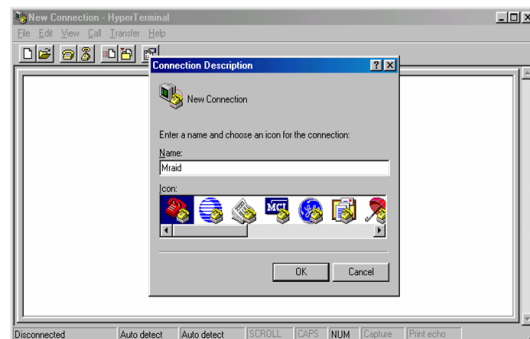 New Connection - HyperTerminal
File Edit View Call Transfer Help
Connection Description
New Connection
Enter a name and choose an icon for the connection:
Name:
Mraid
Icon:
MCI
OK Cancel
Disconnected Auto detect Auto detect SCROLL CAPS NUM Capture Print echo